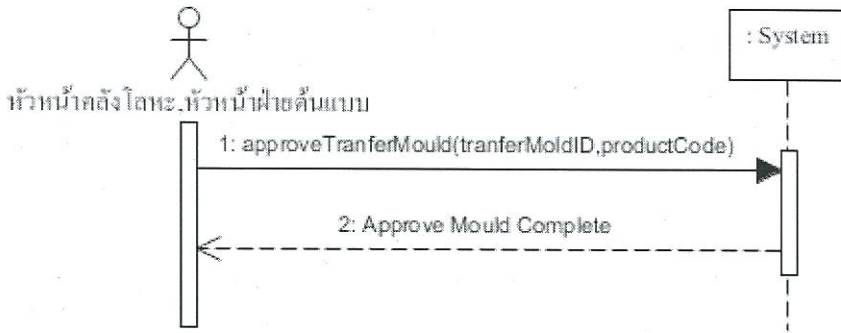 : System
หัวหน้าคลังโลหะ,หัวหน้าฝ่ายต้นแบบ
1: approveTranferMould(tranferMoldID,productCode)
2: Approve Mould Complete